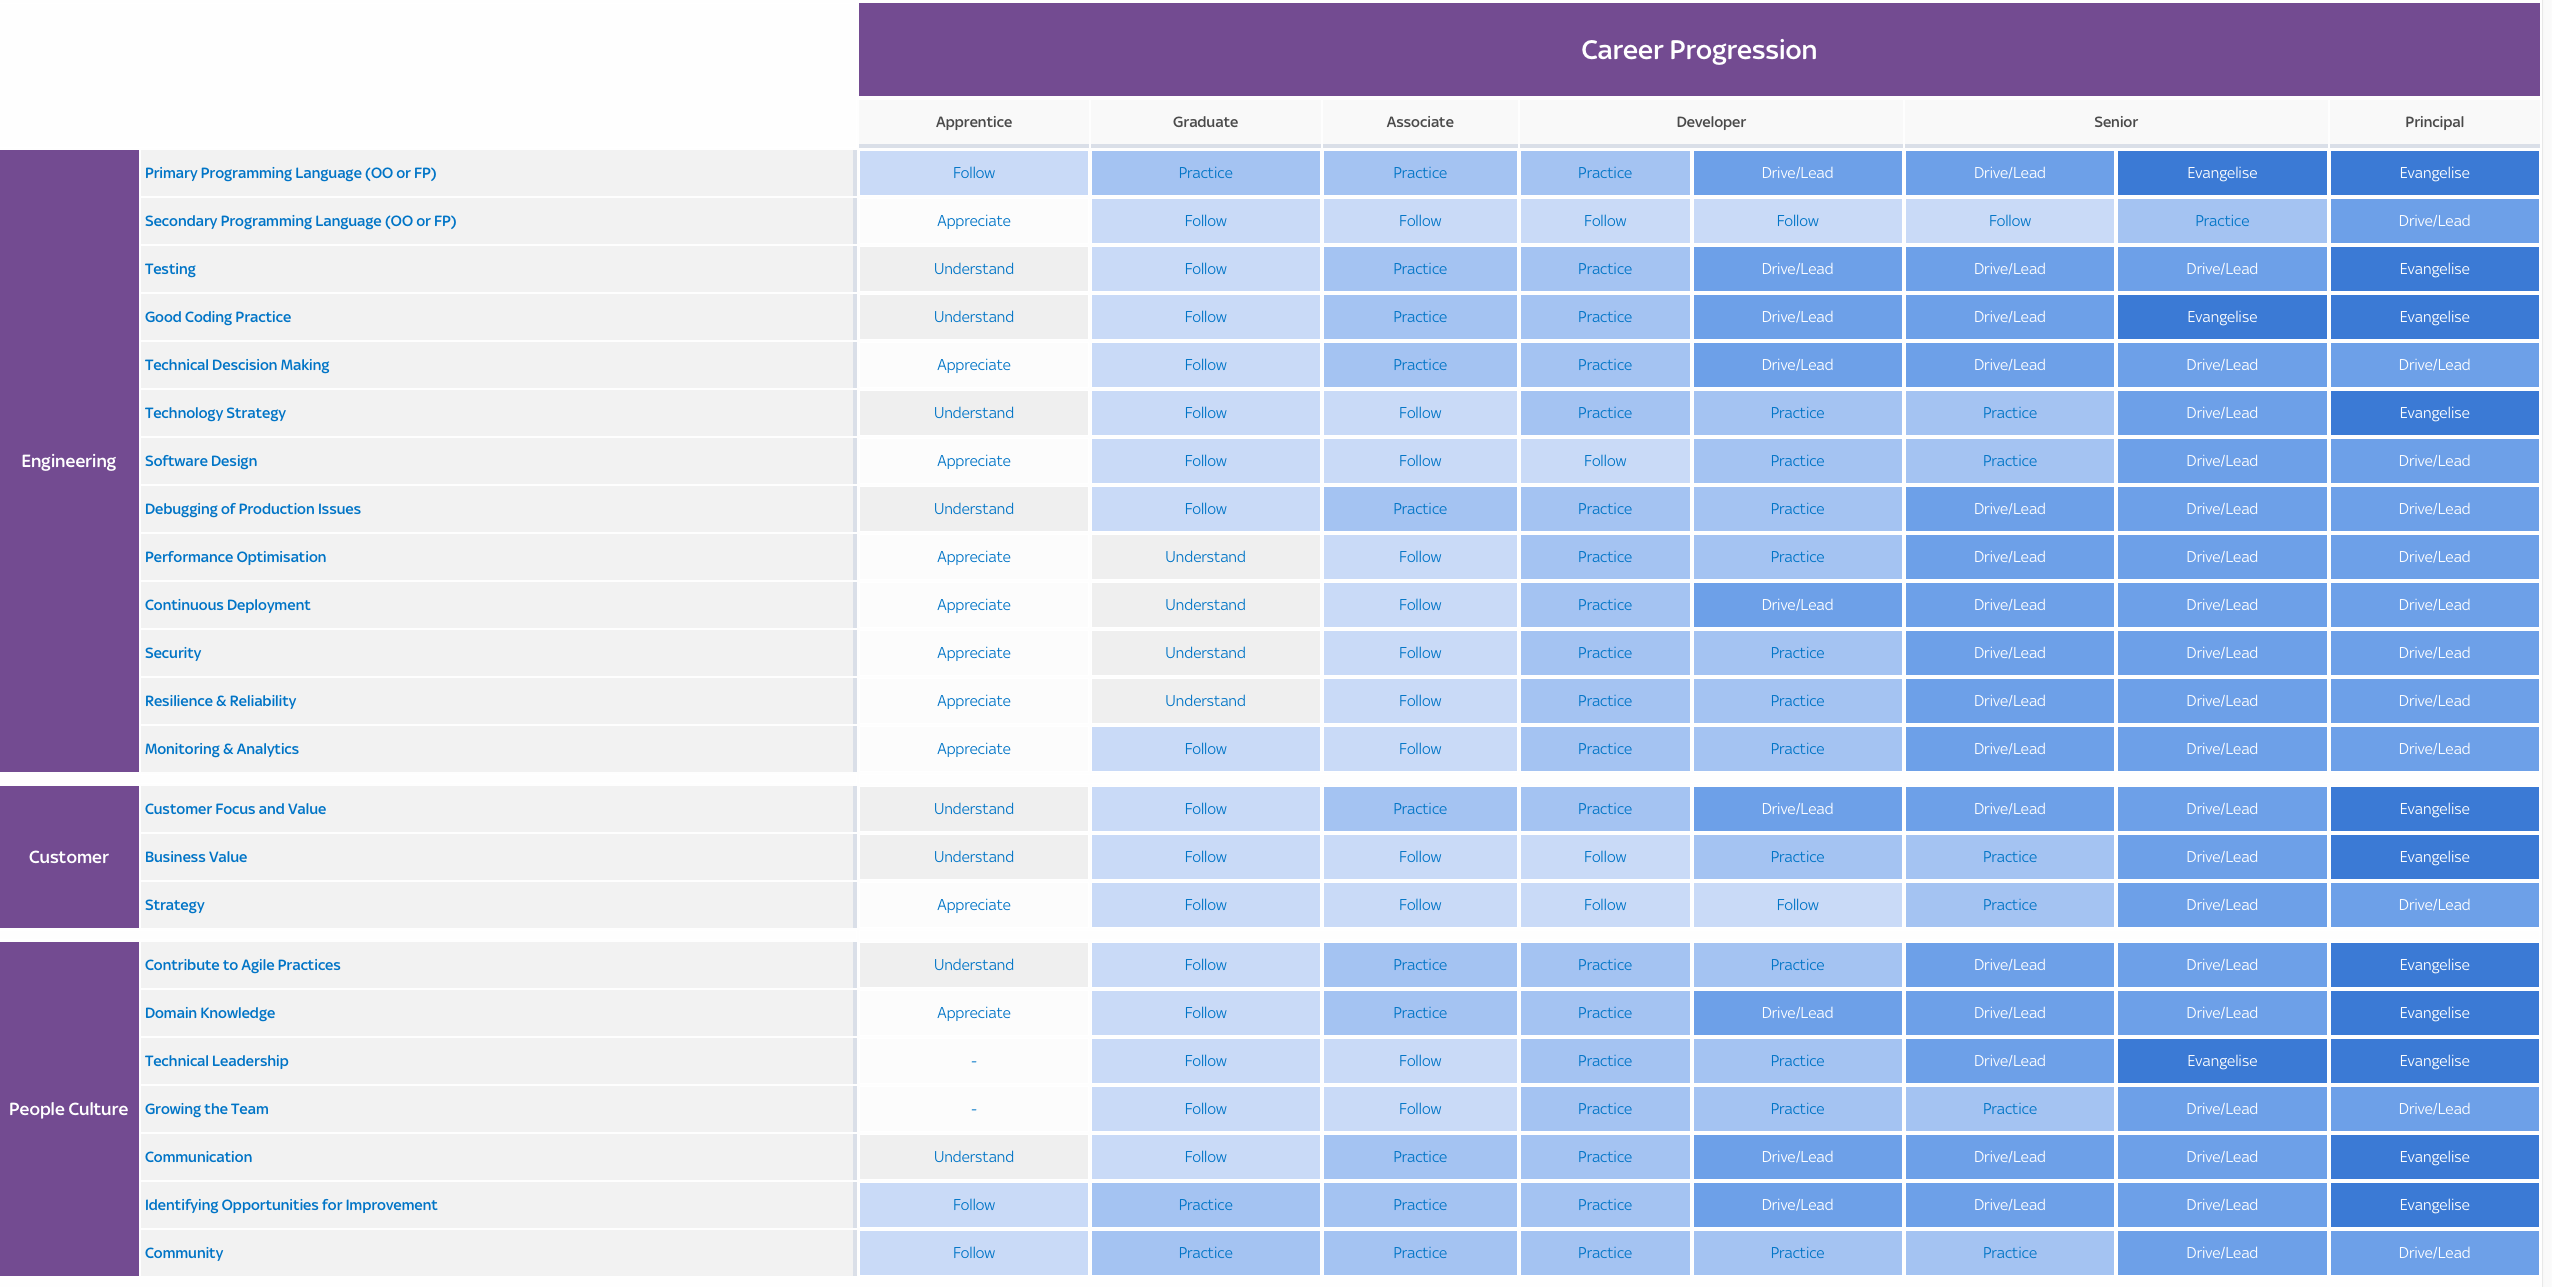 Career Progression
Apprentice Graduate Associate Developer Senior Principal
Engineering
Primary Programming Language (OO or FP) Follow Practice Practice Practice Drive/Lead Drive/Lead Evangelise Evangelise
Secondary Programming Language (OO or FP) Appreciate Follow Follow Follow Follow Follow Practice Drive/Lead
Testing Understand Follow Practice Practice Drive/Lead Drive/Lead Drive/Lead Evangelise
Good Coding Practice Understand Follow Practice Practice Drive/Lead Drive/Lead Evangelise Evangelise
Technical Descision Making Appreciate Follow Practice Practice Drive/Lead Drive/Lead Drive/Lead Drive/Lead
Technology Strategy Understand Follow Follow Practice Practice Practice Drive/Lead Evangelise
Software Design Appreciate Follow Follow Follow Practice Practice Drive/Lead Drive/Lead
Debugging of Production Issues Understand Follow Practice Practice Practice Drive/Lead Drive/Lead Drive/Lead
Performance Optimisation Appreciate Understand Follow Practice Practice Drive/Lead Drive/Lead Drive/Lead
Continuous Deployment Appreciate Understand Follow Practice Drive/Lead Drive/Lead Drive/Lead Drive/Lead
Security Appreciate Understand Follow Practice Practice Drive/Lead Drive/Lead Drive/Lead
Resilience & Reliability Appreciate Understand Follow Practice Practice Drive/Lead Drive/Lead Drive/Lead
Monitoring & Analytics Appreciate Follow Follow Practice Practice Drive/Lead Drive/Lead Drive/Lead
Customer
Customer Focus and Value Understand Follow Practice Practice Drive/Lead Drive/Lead Drive/Lead Evangelise
Business Value Understand Follow Follow Follow Practice Practice Drive/Lead Evangelise
Strategy Appreciate Follow Follow Follow Follow Practice Drive/Lead Drive/Lead
People Culture
Contribute to Agile Practices Understand Follow Practice Practice Practice Drive/Lead Drive/Lead Evangelise
Domain Knowledge Appreciate Follow Practice Practice Drive/Lead Drive/Lead Drive/Lead Evangelise
Technical Leadership - Follow Follow Practice Practice Drive/Lead Evangelise Evangelise
Growing the Team - Follow Follow Practice Practice Practice Drive/Lead Drive/Lead
Communication Understand Follow Practice Practice Drive/Lead Drive/Lead Drive/Lead Evangelise
Identifying Opportunities for Improvement Follow Practice Practice Practice Drive/Lead Drive/Lead Drive/Lead Evangelise
Community Follow Practice Practice Practice Practice Practice Drive/Lead Drive/Lead